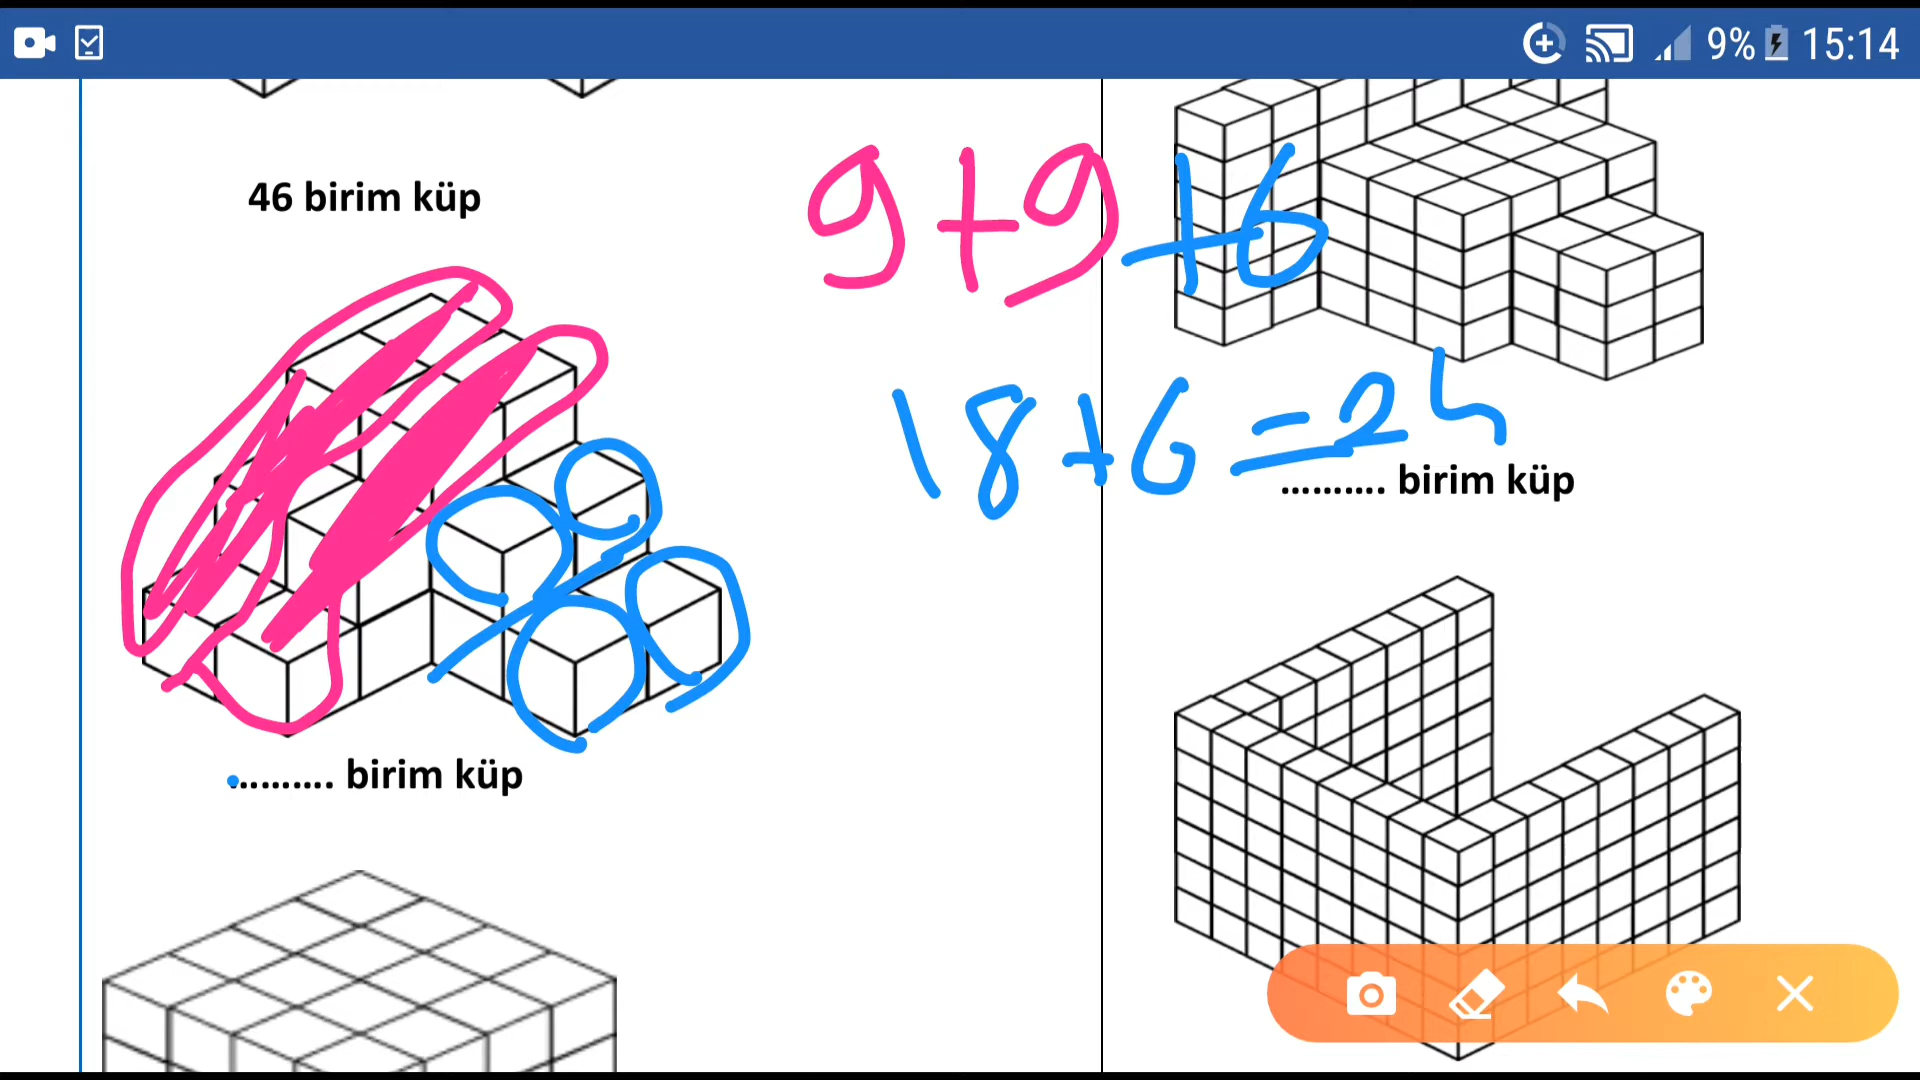 9% 15:14
46 birim küp
9+9+6
18+6=24
.......... birim küp
.......... birim küp